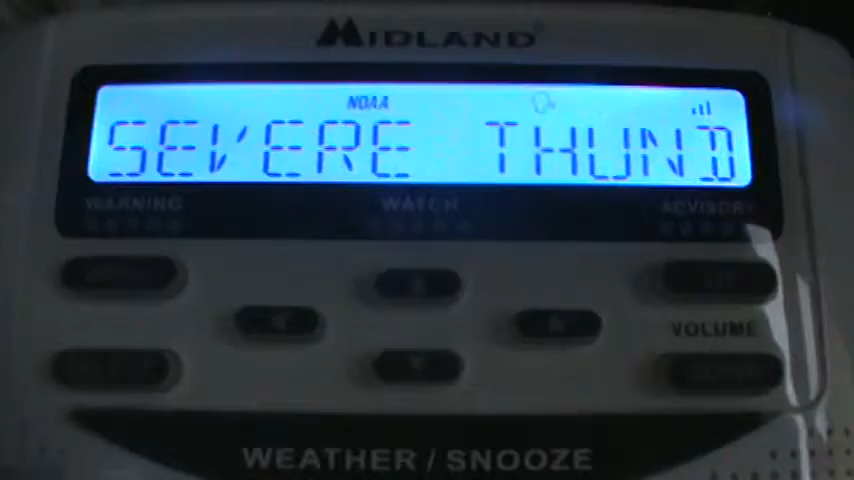 MIDLAND
NOAA
SEVERE THUND
WARNING WATCH ADVISORY
VOLUME
WEATHER / SNOOZE